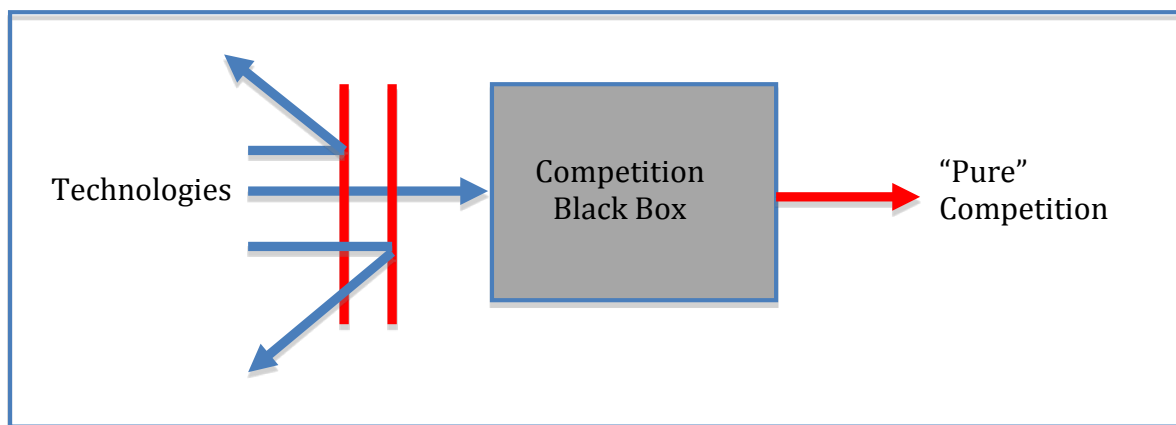 Technologies
Competition
Black Box
“Pure”
Competition